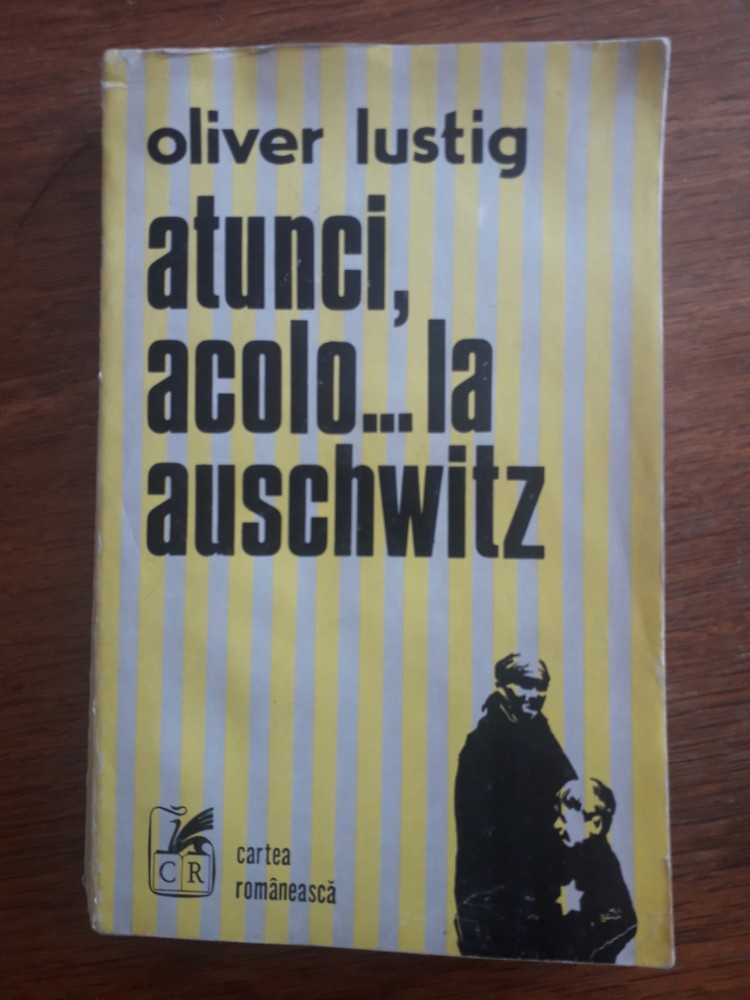 oliver lustig
atunci,
acolo... la
auschwitz
CR
cartea
românească